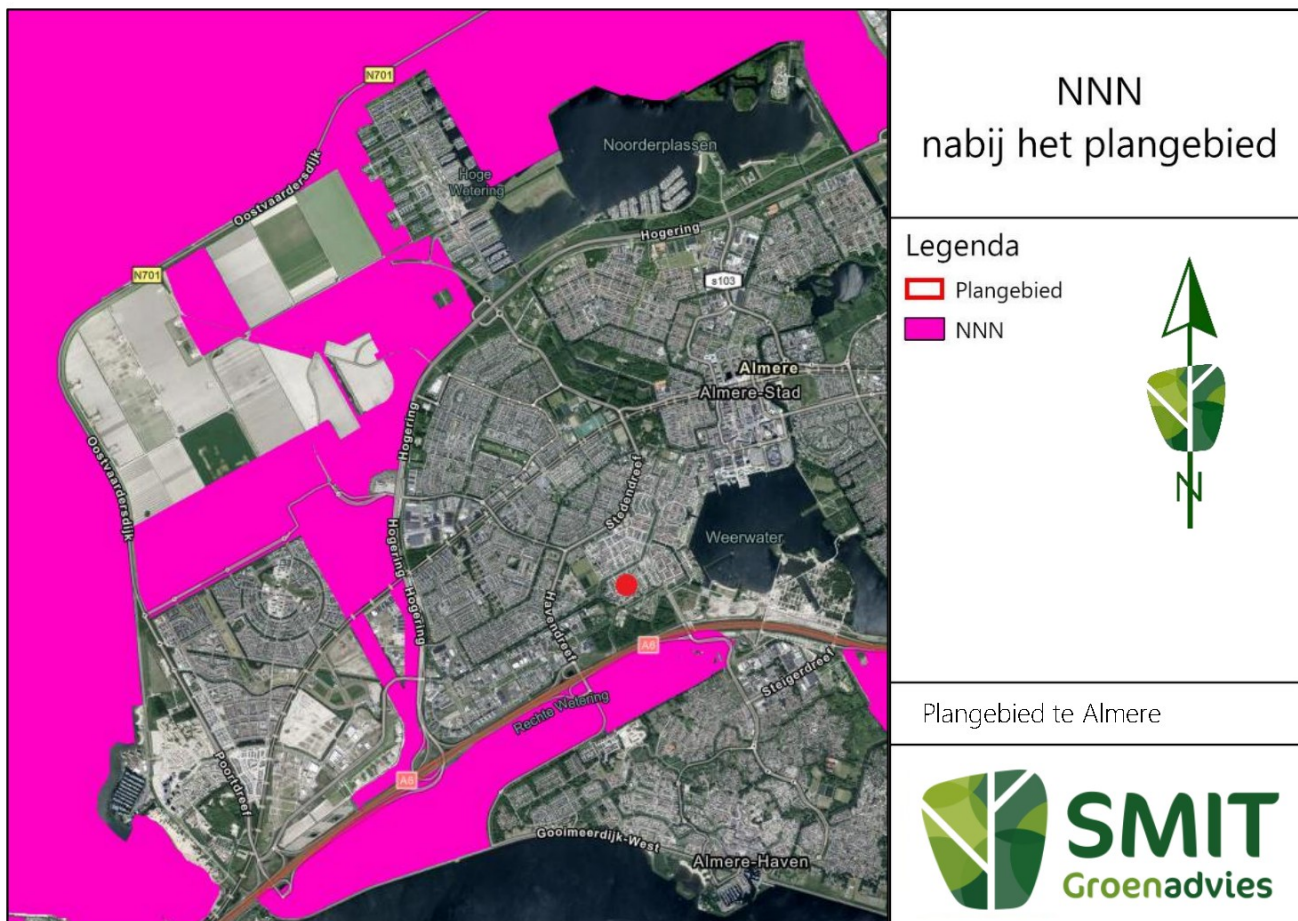 N701
Noorderplassen
Hoge
Wetering
Oostvaardersdijk
Hogering
N701
s103
Almere
Almere-Stad
Hogering
Oostvaardersdijk
Stedendreef
Weerwater
Hogering
Hogering
Havendreef
A6
Steigerdreef
Rechte Wetering
Poortdreef
A6
Gooimeerdijk-West
Almere-Haven
NNN
nabij het plangebied
Legenda
Plangebied
NNN
N
Plangebied te Almere
SMIT
Groenadvies